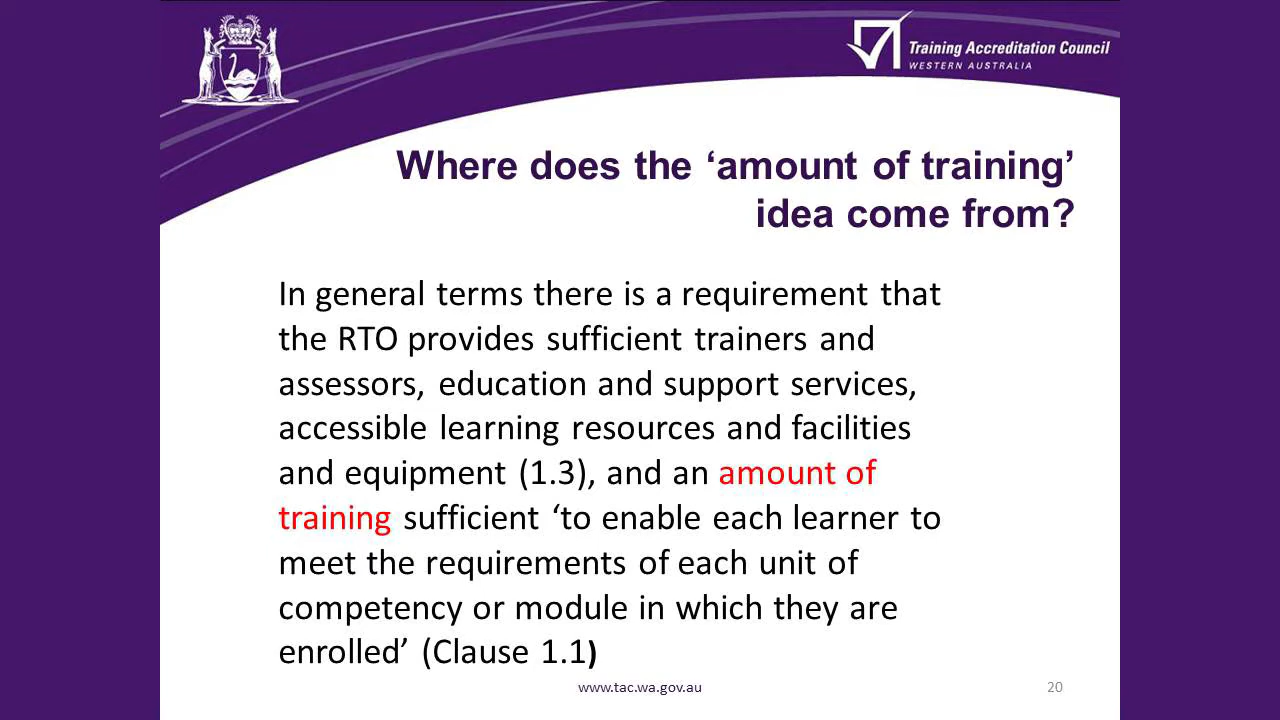 Training Accreditation Council
WESTERN AUSTRALIA
Where does the ‘amount of training’
idea come from?
In general terms there is a requirement that
the RTO provides sufficient trainers and
assessors, education and support services,
accessible learning resources and facilities
and equipment (1.3), and an amount of
training sufficient ‘to enable each learner to
meet the requirements of each unit of
competency or module in which they are
enrolled’ (Clause 1.1)
www.tac.wa.gov.au
20